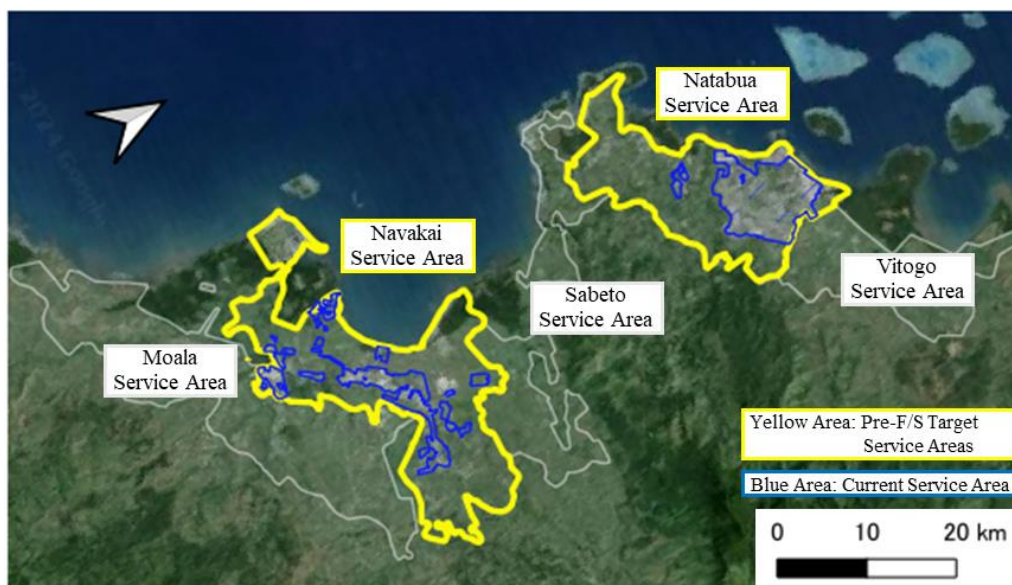 Natabua
Service Area
Navakai
Service Area
Sabeto
Service Area
Vitogo
Service Area
Moala
Service Area
Yellow Area: Pre-F/S Target
Service Areas
Blue Area: Current Service Area
0 10 20 km